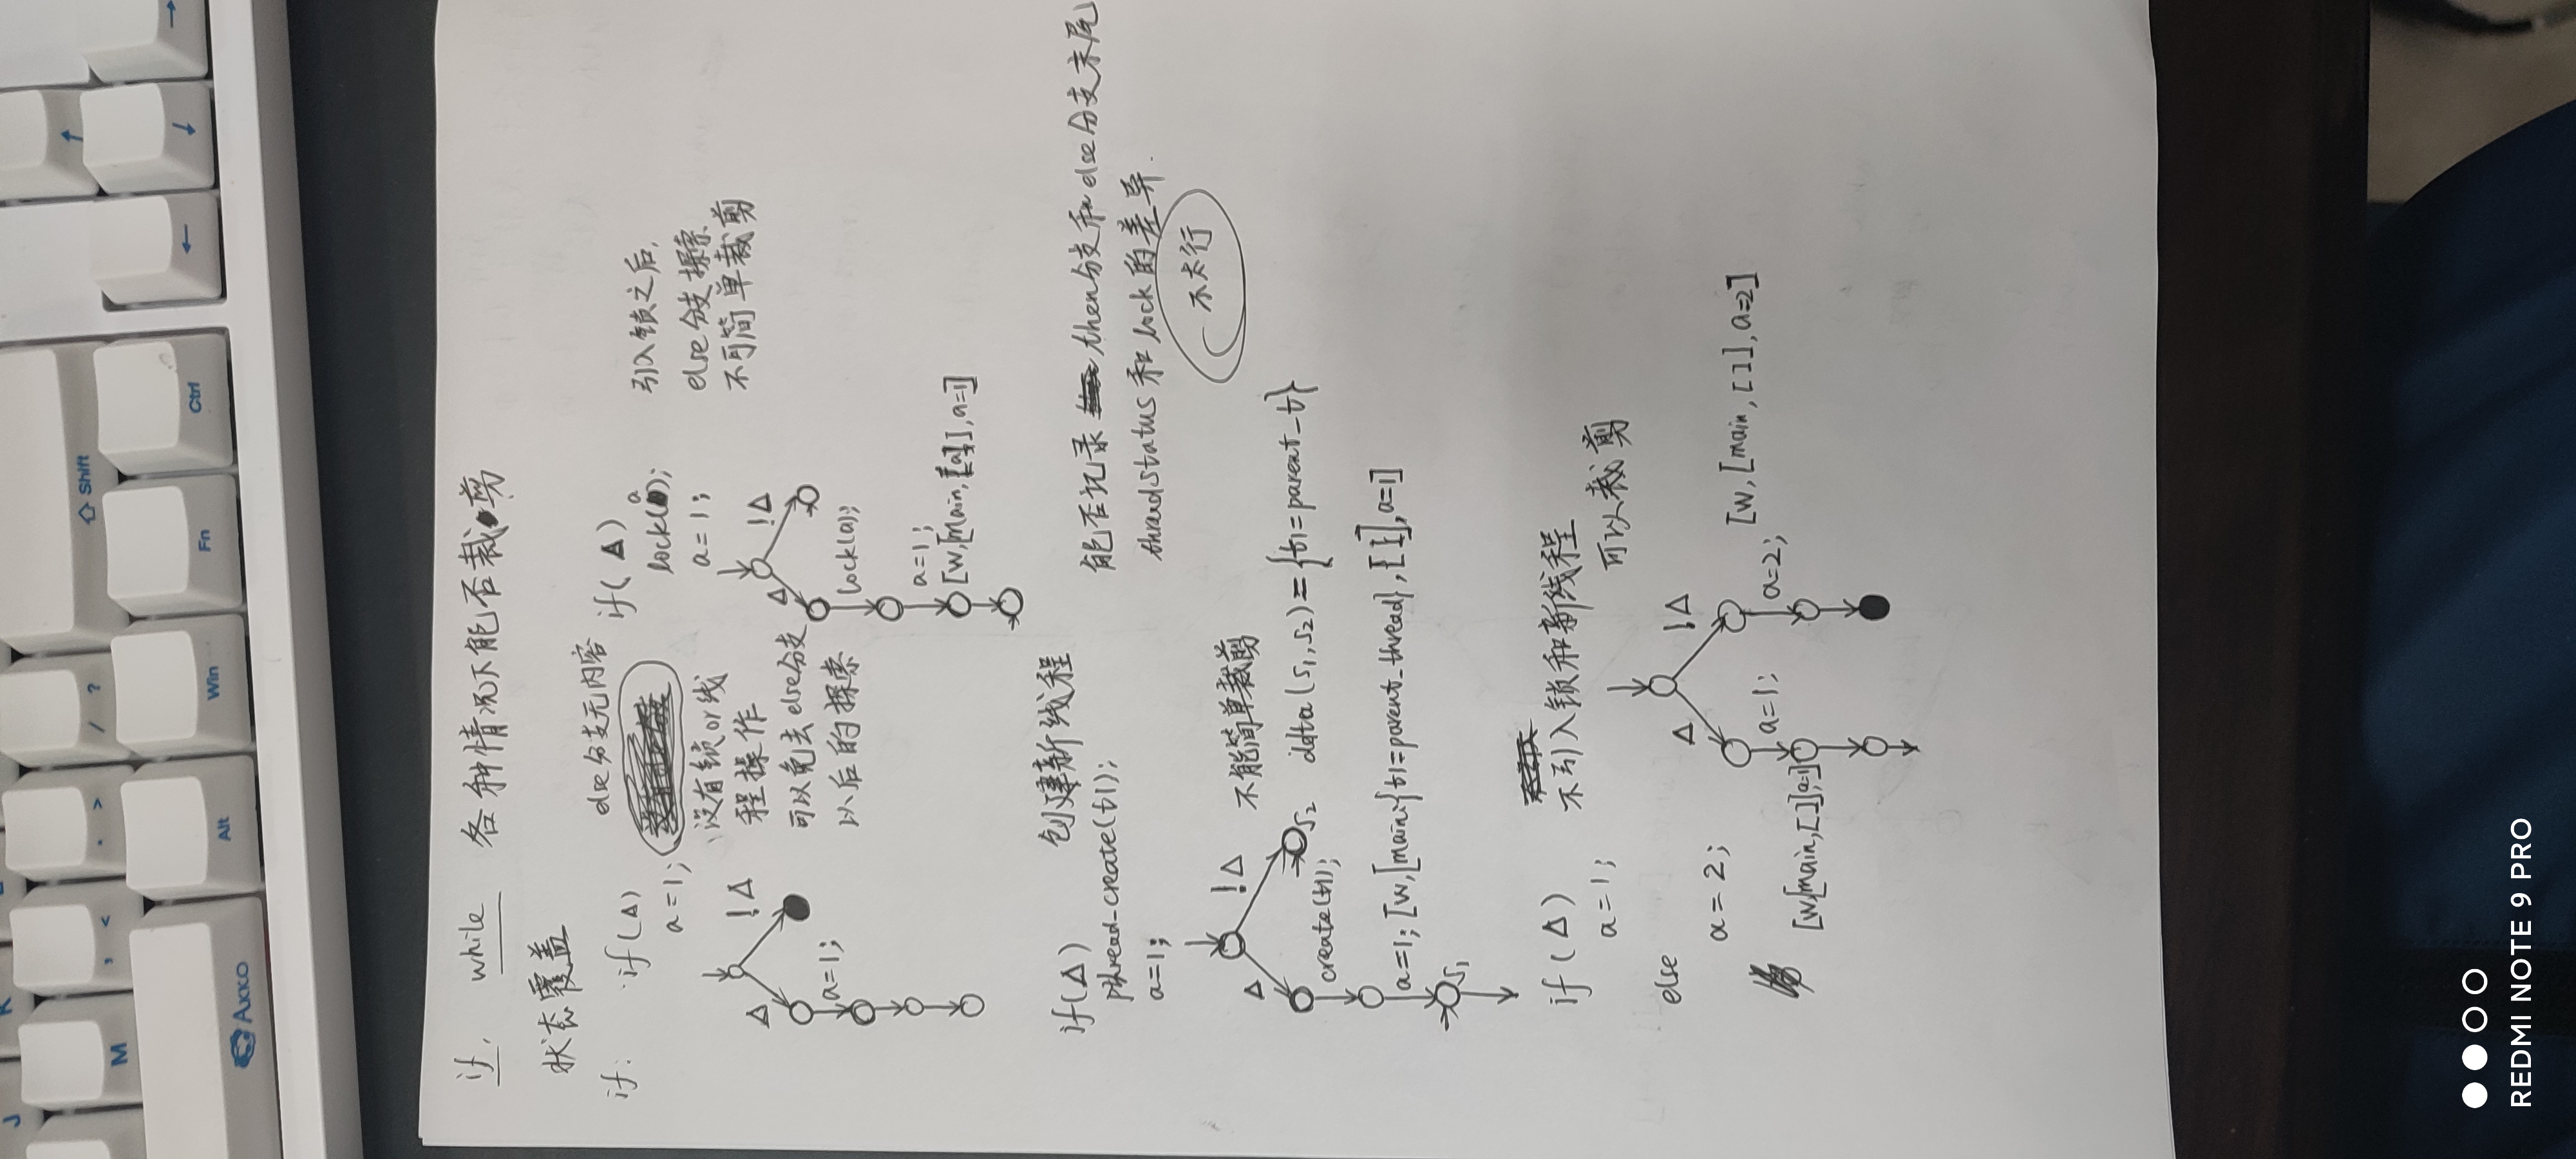 J K
M , < . > / ? Shift
AKKO Alt Win Fn Ctrl
if, while 各种情况下能否裁剪
状态覆盖
if: if(Δ)
a=1;
else分支无内容
没有锁or线
程操作
可以免去else分支
以后的探索
Δ !Δ
a=1;
if(Δ)
lock(a);
a=1;
引入锁之后,
else分支探索
不可简单裁剪
Δ !Δ
lock(a);
a=1;
[w,[main,[a]],a=1]
if(Δ) 创建新线程
pthread_create(t1);
a=1;
能否记录 then分支和else分支末尾
threadstatus 和 lock 的差异.
不太行
Δ !Δ 不能简单裁剪
S2 delta(S1,S2)={t1=parent_t}
create(t1);
a=1; [w,[main:{t1=parent_thread},[]],a=1]
S1
if(Δ) 不引入锁和新线程
a=1; 可以裁剪
else
a=2;
Δ !Δ
[w,[main,[]],a=2]
a=1; a=2;
[w,[main,[]],a=1]
REDMI NOTE 9 PRO